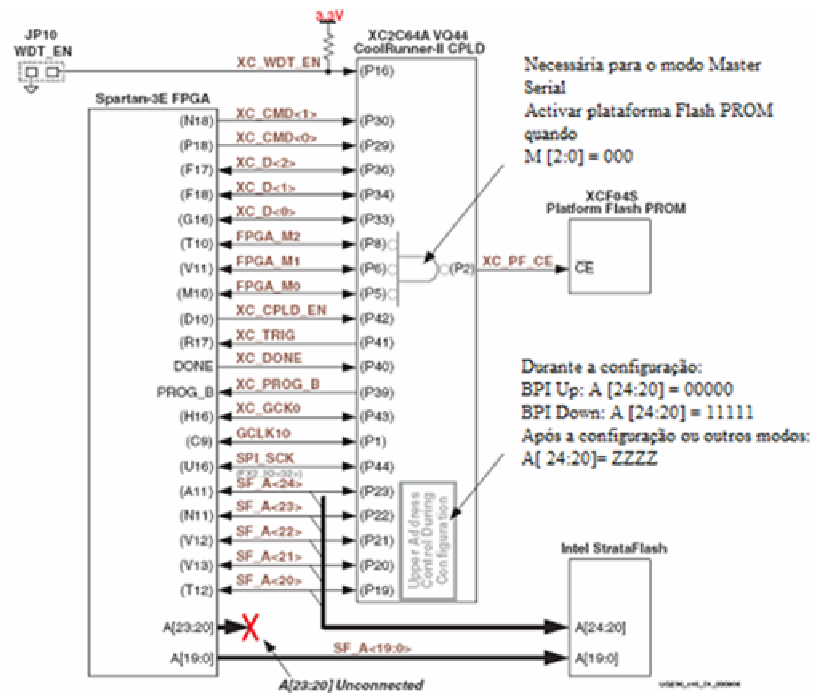 3.3V
JP10
WDT_EN
XC2C64A VQ44
CoolRunner-II CPLD
XC_WDT_EN
(P16)
Necessária para o modo Master
Serial
Activar plataforma Flash PROM
quando
M [2:0] = 000
Spartan-3E FPGA
(N18) XC_CMD<1> (P30)
(P18) XC_CMD<0> (P29)
(F17) XC_D<2> (P36)
(F18) XC_D<1> (P34)
(G16) XC_D<0> (P33)
(T10) FPGA_M2 (P8)
(V11) FPGA_M1 (P6)
(M10) FPGA_M0 (P5)
(P2)
XC_PF_CE
XCF04S
Platform Flash PROM
CE
(D10) XC_CPLD_EN (P42)
(R17) XC_TRIG (P41)
DONE XC_DONE (P40)
PROG_B XC_PROG_B (P39)
(H16) XC_GCK0 (P43)
(C9) GCLK10 (P1)
(U16) SPI_SCK (P44)
(FX2_IO<32>)
(A11) SF_A<24> (P23)
(N11) SF_A<23> (P22)
(V12) SF_A<22> (P21)
(V13) SF_A<21> (P20)
(T12) SF_A<20> (P19)
Upper Address
Control During
Configuration
Durante a configuração:
BPI Up: A [24:20] = 00000
BPI Down: A [24:20] = 11111
Após a configuração ou outros modos:
A[ 24:20]= ZZZZ
Intel StrataFlash
A[23:20]
A[24:20]
A[19:0] SF_A<19:0> A[19:0]
A[23:20] Unconnected